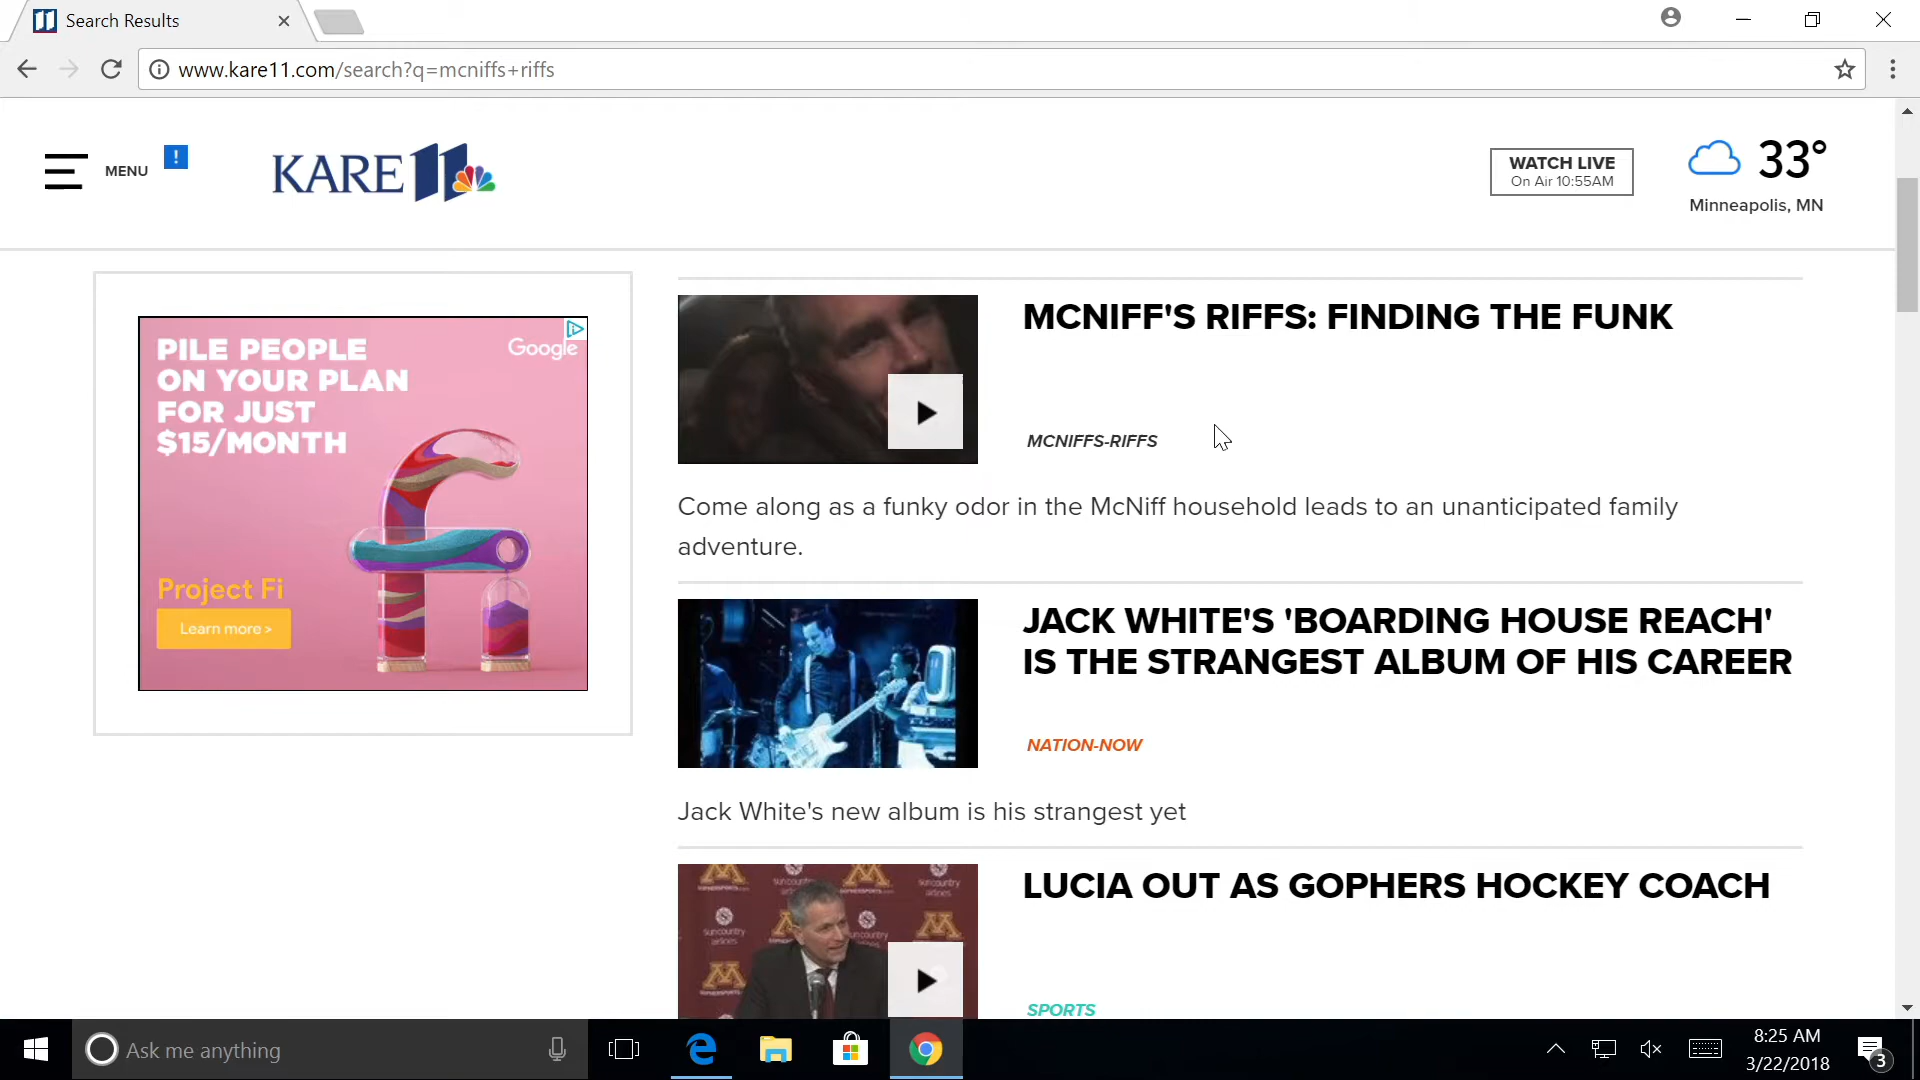 Search Results
www.kare11.com/search?q=mcniffs+riffs
MENU
!
KARE 11
WATCH LIVE
On Air 10:55AM
33°
Minneapolis, MN
PILE PEOPLE
ON YOUR PLAN
FOR JUST
$15/MONTH
Google
Project Fi
Learn more >
MCNIFF'S RIFFS: FINDING THE FUNK
MCNIFFS-RIFFS
Come along as a funky odor in the McNiff household leads to an unanticipated family
adventure.
JACK WHITE'S 'BOARDING HOUSE REACH'
IS THE STRANGEST ALBUM OF HIS CAREER
NATION-NOW
Jack White's new album is his strangest yet
sun country
airlines
LUCIA OUT AS GOPHERS HOCKEY COACH
SPORTS
Ask me anything
8:25 AM
3/22/2018
3